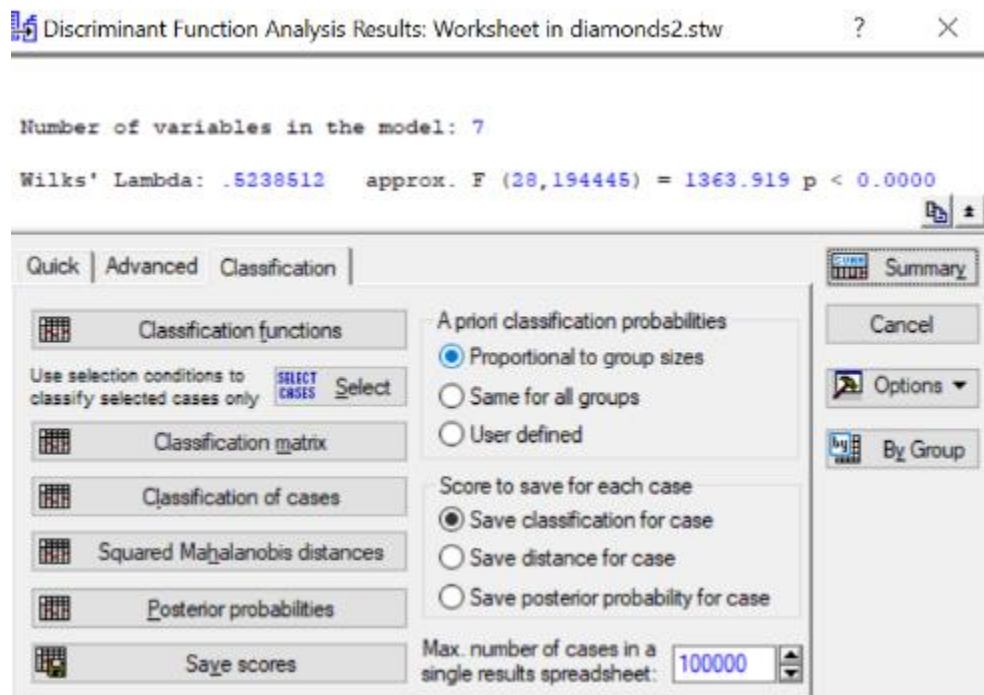 Discriminant Function Analysis Results: Worksheet in diamonds2.stw ? ×
Number of variables in the model: 7
Wilks' Lambda: .5238512 approx. F (28,194445) = 1363.919 p < 0.0000
Quick Advanced Classification
Summary
Cancel
Options
By Group
Classification functions
Use selection conditions to
classify selected cases only
SELECT
CASES
Select
Classification matrix
Classification of cases
Squared Mahalanobis distances
Posterior probabilities
Save scores
A priori classification probabilities
Proportional to group sizes
Same for all groups
User defined
Score to save for each case
Save classification for case
Save distance for case
Save posterior probability for case
Max. number of cases in a
single results spreadsheet: 100000